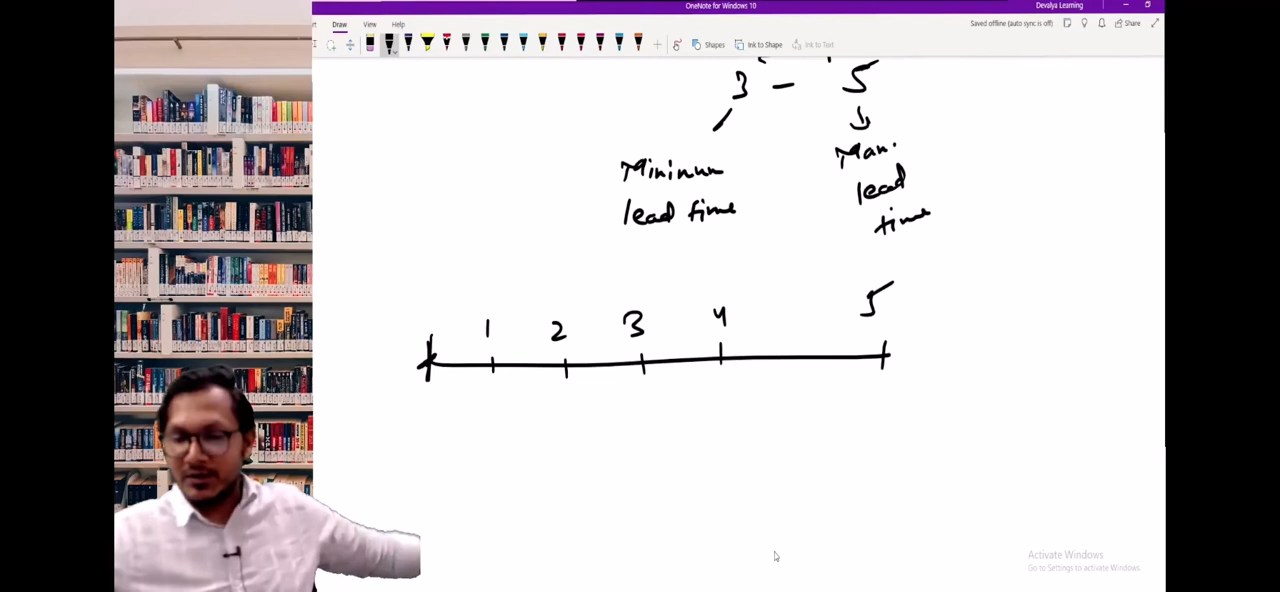 OneNote for Windows 10
Devalya Learning
Draw
View
Help
Saved offline (auto sync is off)
Share
Shapes
Ink to Shape
Ink to Text
3 - 5
Mininum
lead time
Man.
lead
time
1 2 3 4 5
Activate Windows
Go to Settings to activate Windows.